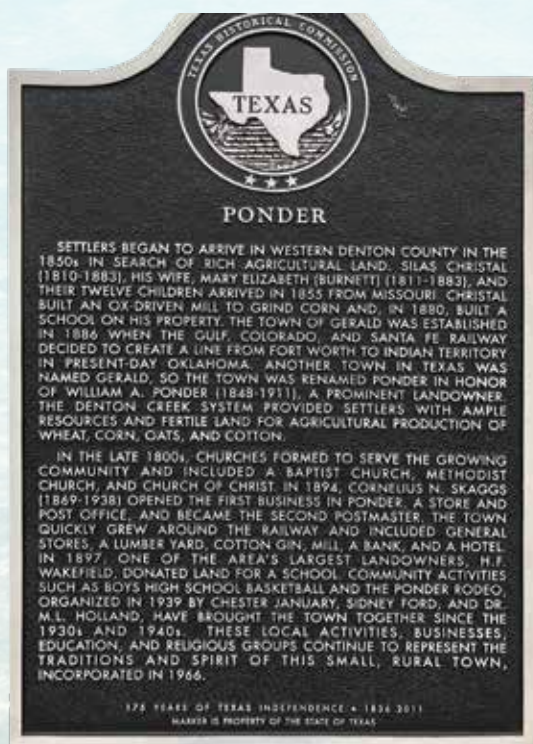 TEXAS HISTORICAL COMMISSION
TEXAS
PONDER
SETTLERS BEGAN TO ARRIVE IN WESTERN DENTON COUNTY IN THE
1850s IN SEARCH OF RICH AGRICULTURAL LAND. SILAS CHRISTAL
(1810-1883), HIS WIFE, MARY ELIZABETH (BURNETT) (1811-1883), AND
THEIR TWELVE CHILDREN ARRIVED IN 1855 FROM MISSOURI. CHRISTAL
BUILT AN OX-DRIVEN MILL TO GRIND CORN AND, IN 1880, BUILT A
SCHOOL ON HIS PROPERTY. THE TOWN OF GERALD WAS ESTABLISHED
IN 1886 WHEN THE GULF, COLORADO, AND SANTA FE RAILWAY
DECIDED TO CREATE A LINE FROM FORT WORTH TO INDIAN TERRITORY
IN PRESENT-DAY OKLAHOMA. ANOTHER TOWN IN TEXAS WAS
NAMED GERALD, SO THE TOWN WAS RENAMED PONDER IN HONOR
OF WILLIAM A. PONDER (1848-1911), A PROMINENT LANDOWNER.
THE DENTON CREEK SYSTEM PROVIDED SETTLERS WITH AMPLE
RESOURCES AND FERTILE LAND FOR AGRICULTURAL PRODUCTION OF
WHEAT, CORN, OATS, AND COTTON.
IN THE LATE 1800s, CHURCHES FORMED TO SERVE THE GROWING
COMMUNITY AND INCLUDED A BAPTIST CHURCH, METHODIST
CHURCH, AND CHURCH OF CHRIST. IN 1894, CORNELIUS N. SKAGGS
(1869-1938) OPENED THE FIRST BUSINESS IN PONDER, A STORE AND
POST OFFICE, AND BECAME THE SECOND POSTMASTER. THE TOWN
QUICKLY GREW AROUND THE RAILWAY AND INCLUDED GENERAL
STORES, A LUMBER YARD, COTTON GIN, MILL, A BANK, AND A HOTEL.
IN 1897, ONE OF THE AREA'S LARGEST LANDOWNERS, H.F.
WAKEFIELD, DONATED LAND FOR A SCHOOL. COMMUNITY ACTIVITIES
SUCH AS BOYS HIGH SCHOOL BASKETBALL AND THE PONDER RODEO,
ORGANIZED IN 1939 BY CHESTER JANUARY, SIDNEY FORD, AND DR.
M.L. HOLLAND, HAVE BROUGHT THE TOWN TOGETHER SINCE THE
1930s AND 1940s. THESE LOCAL ACTIVITIES, BUSINESSES,
EDUCATION, AND RELIGIOUS GROUPS CONTINUE TO REPRESENT THE
TRADITIONS AND SPIRIT OF THIS SMALL, RURAL TOWN,
INCORPORATED IN 1966.
175 YEARS OF TEXAS INDEPENDENCE • 1836-2011
MARKER IS PROPERTY OF THE STATE OF TEXAS